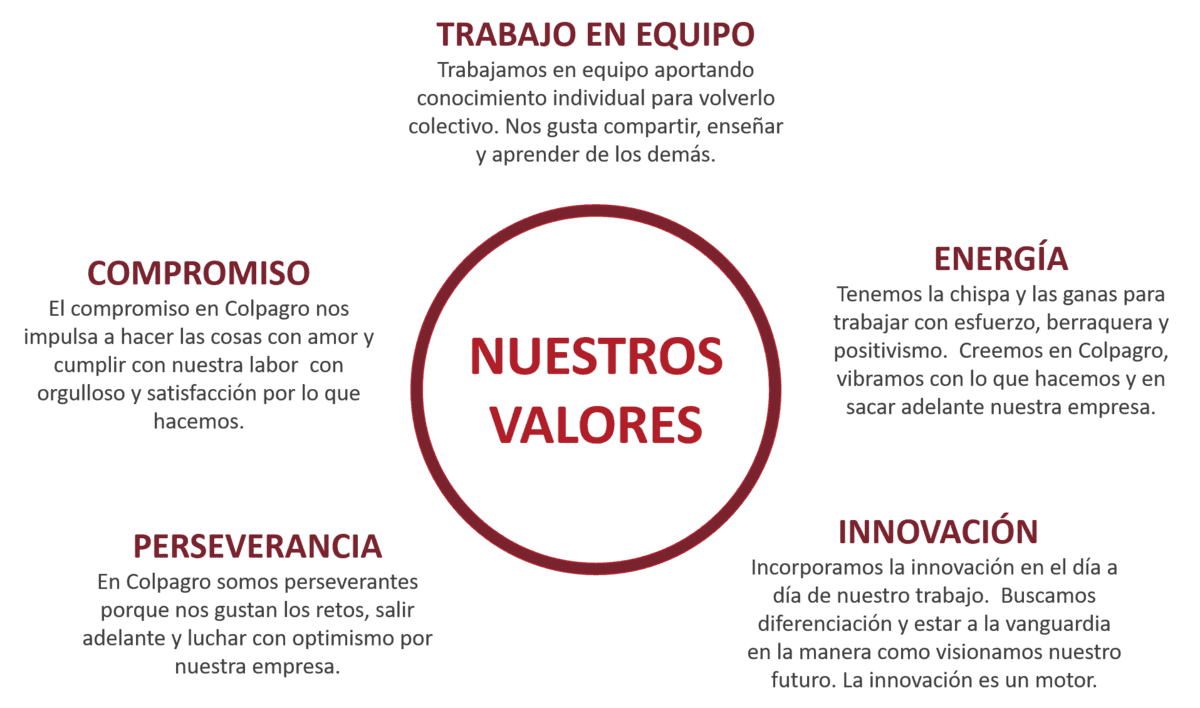 TRABAJO EN EQUIPO
Trabajamos en equipo aportando
conocimiento individual para volverlo
colectivo. Nos gusta compartir, enseñar
y aprender de los demás.
COMPROMISO
El compromiso en Colpagro nos
impulsa a hacer las cosas con amor y
cumplir con nuestra labor  con
orgulloso y satisfacción por lo que
hacemos.
NUESTROS
VALORES
ENERGÍA
Tenemos la chispa y las ganas para
trabajar con esfuerzo, berraquera y
positivismo.  Creemos en Colpagro,
vibramos con lo que hacemos y en
sacar adelante nuestra empresa.
PERSEVERANCIA
En Colpagro somos perseverantes
porque nos gustan los retos, salir
adelante y luchar con optimismo por
nuestra empresa.
INNOVACIÓN
Incorporamos la innovación en el día a
día de nuestro trabajo.  Buscamos
diferenciación y estar a la vanguardia
en la manera como visionamos nuestro
futuro. La innovación es un motor.